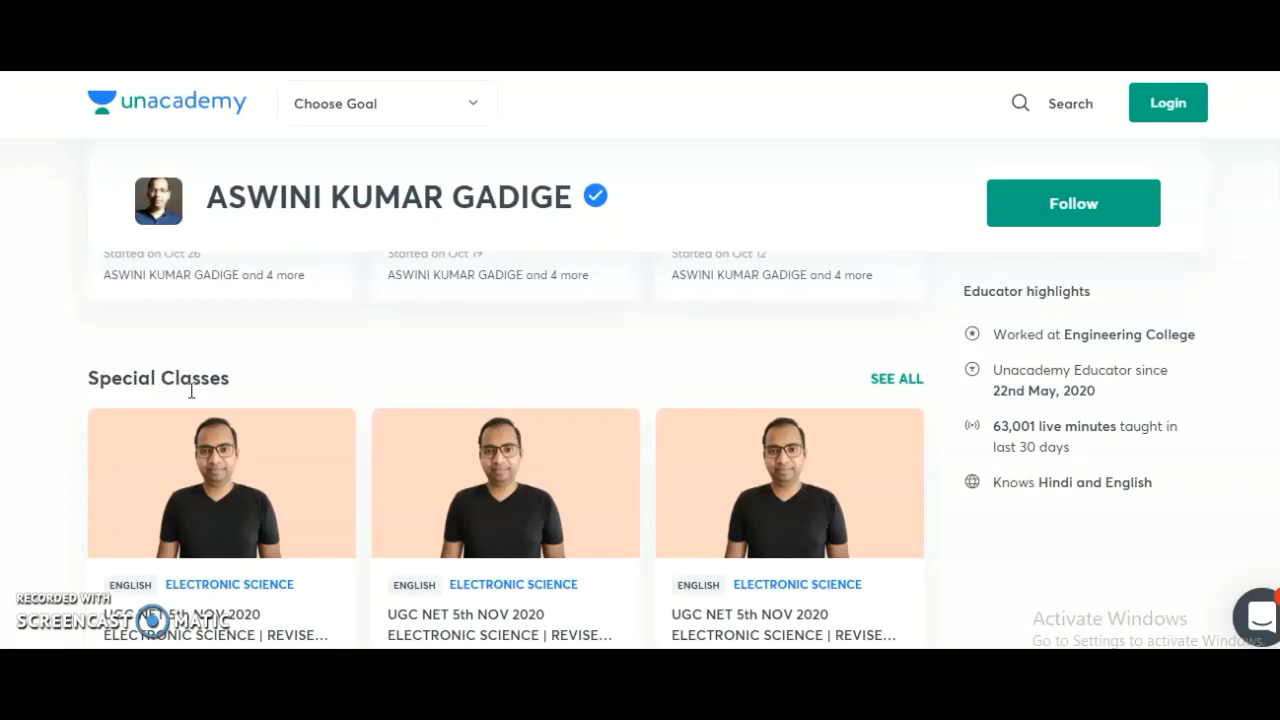 unacademy
Choose Goal
Search
Login
ASWINI KUMAR GADIGE
Follow
Started on Oct 26
Started on Oct 19
Started on Oct 12
ASWINI KUMAR GADIGE and 4 more
ASWINI KUMAR GADIGE and 4 more
ASWINI KUMAR GADIGE and 4 more
Educator highlights
Worked at Engineering College
Unacademy Educator since
22nd May, 2020
63,001 live minutes taught in
last 30 days
Knows Hindi and English
Special Classes
SEE ALL
ENGLISH ELECTRONIC SCIENCE
UGC NET 5th NOV 2020
ELECTRONIC SCIENCE | REVISE...
ENGLISH ELECTRONIC SCIENCE
UGC NET 5th NOV 2020
ELECTRONIC SCIENCE | REVISE...
ENGLISH ELECTRONIC SCIENCE
UGC NET 5th NOV 2020
ELECTRONIC SCIENCE | REVISE...
RECORDED WITH
SCREENCAST MATIC
Activate Windows
Go to Settings to activate Windows.